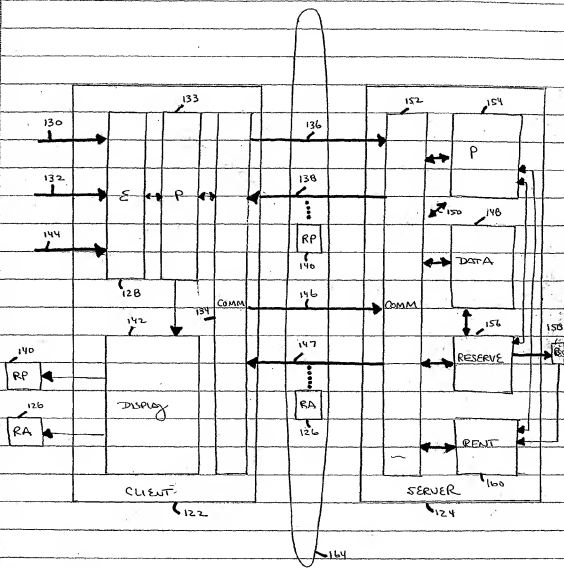 133
152
154
130
136
P
132
138
Ɛ
P
150
148
144
RP
140
DATA
128
134
COMM
146
COMM
156
158
142
140
147
RESERVE
RP
126
DISPLAY
RA
126
RENT
RA
160
CLIENT
SERVER
122
124
164